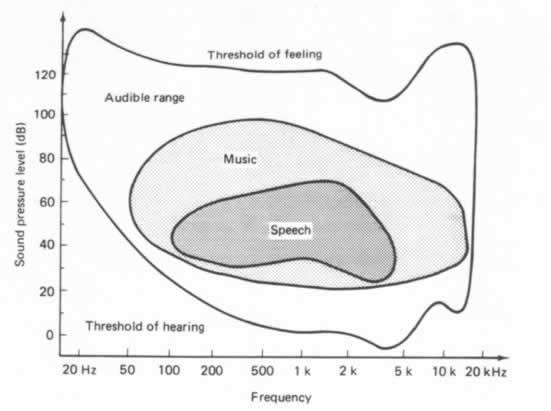 Threshold of feeling
120
Audible range
100
80
Music
60
Speech
40
20
Threshold of hearing
0
Sound pressure level (dB)
20 Hz 50 100 200 500 1 k 2 k 5 k 10 k 20 kHz
Frequency